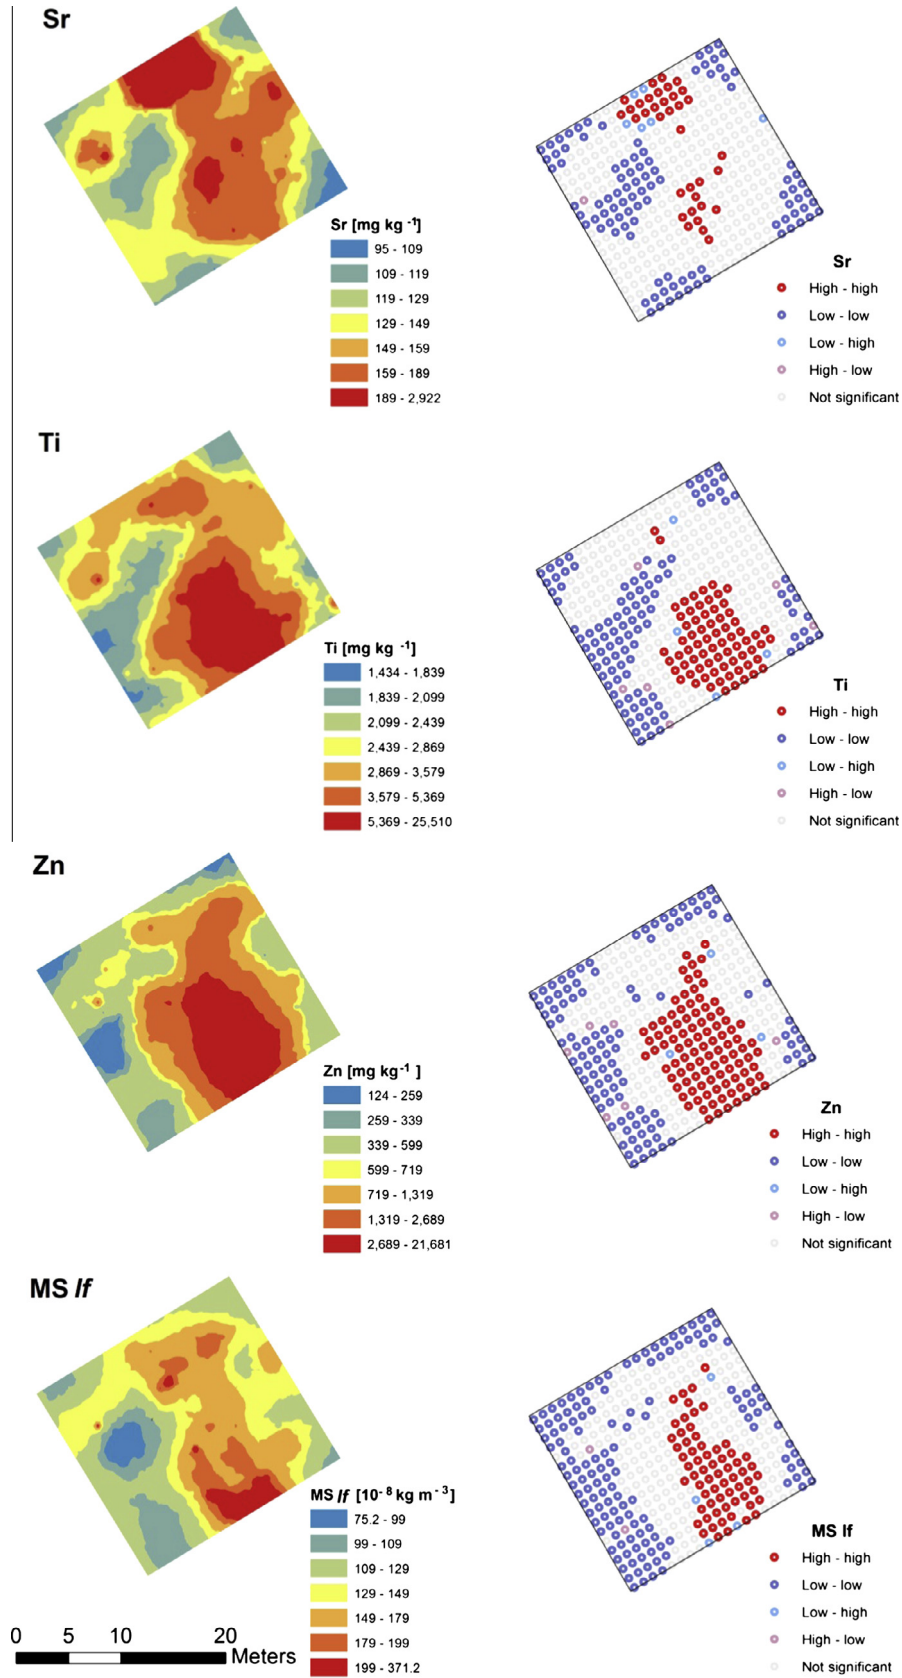 Sr
Sr [mg kg -1]
95 - 109
109 - 119
119 - 129
129 - 149
149 - 159
159 - 189
189 - 2,922
Sr
High - high
Low - low
Low - high
High - low
Not significant
Ti
Ti [mg kg -1]
1,434 - 1,839
1,839 - 2,099
2,099 - 2,439
2,439 - 2,869
2,869 - 3,579
3,579 - 5,369
5,369 - 25,510
Ti
High - high
Low - low
Low - high
High - low
Not significant
Zn
Zn [mg kg -1 ]
124 - 259
259 - 339
339 - 599
599 - 719
719 - 1,319
1,319 - 2,689
2,689 - 21,681
Zn
High - high
Low - low
Low - high
High - low
Not significant
MS lf
MS lf [10- 8 kg m - 3]
75.2 - 99
99 - 109
109 - 129
129 - 149
149 - 179
179 - 199
199 - 371.2
MS lf
High - high
Low - low
Low - high
High - low
Not significant
0 5 10 20
Meters